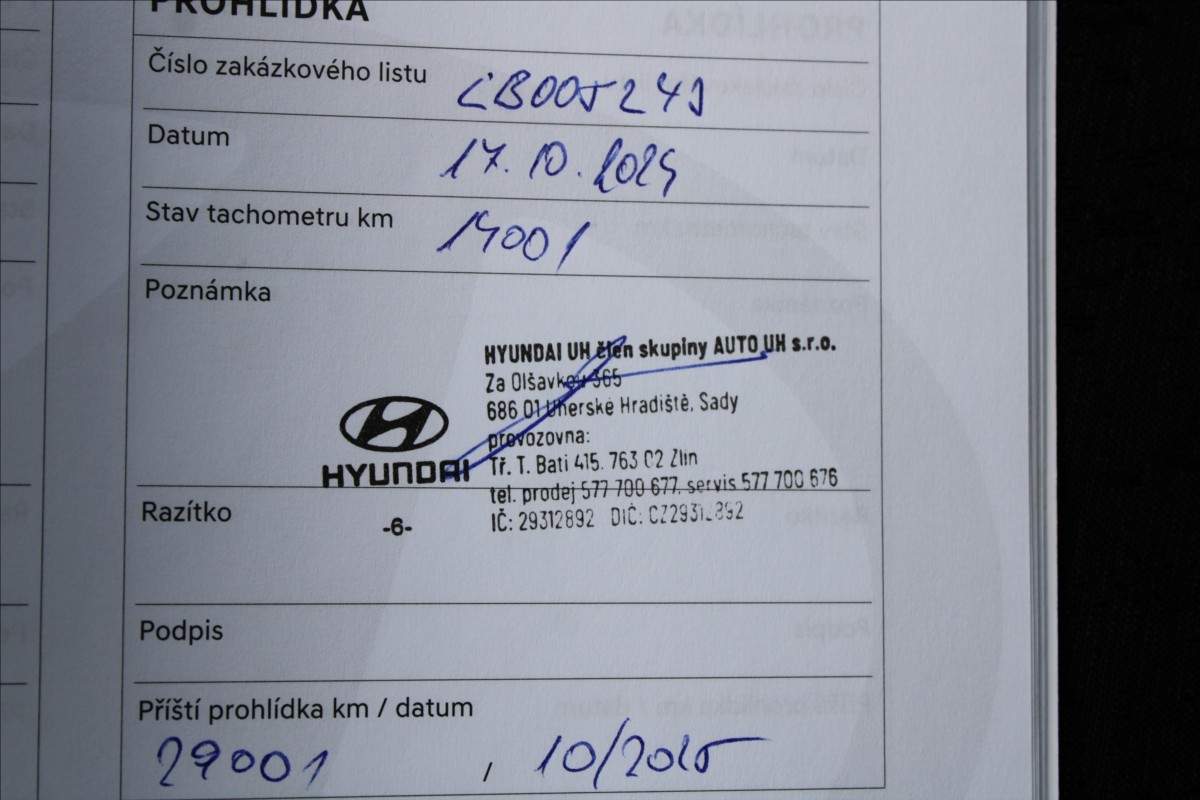 PROHLÍDKA
Číslo zakázkového listu
Datum 17.10.2024
Stav tachometru km 14001
Poznámka
HYUNDAI UH člen skupiny AUTO UH s.r.o.
Za Olšavkou 365
686 01 Uherské Hradiště, Sady
provozovna:
Tř. T. Bati 415, 763 02 Zlín
tel. prodej 577 700 677, servis 577 700 676
IČ: 29312892 DIČ: CZ29312892
HYUNDAI
-6-
Razítko
Podpis
Příští prohlídka km / datum
29001 / 10/2025